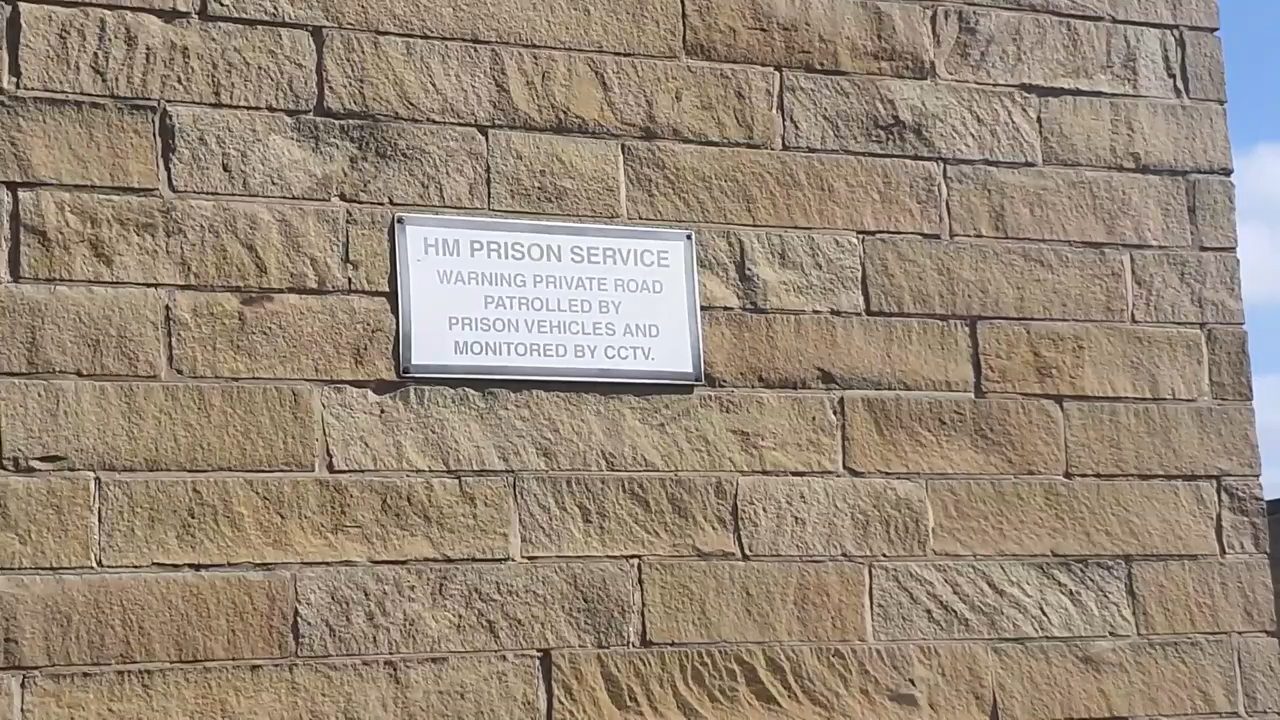 HM PRISON SERVICE
WARNING PRIVATE ROAD
PATROLLED BY
PRISON VEHICLES AND
MONITORED BY CCTV.